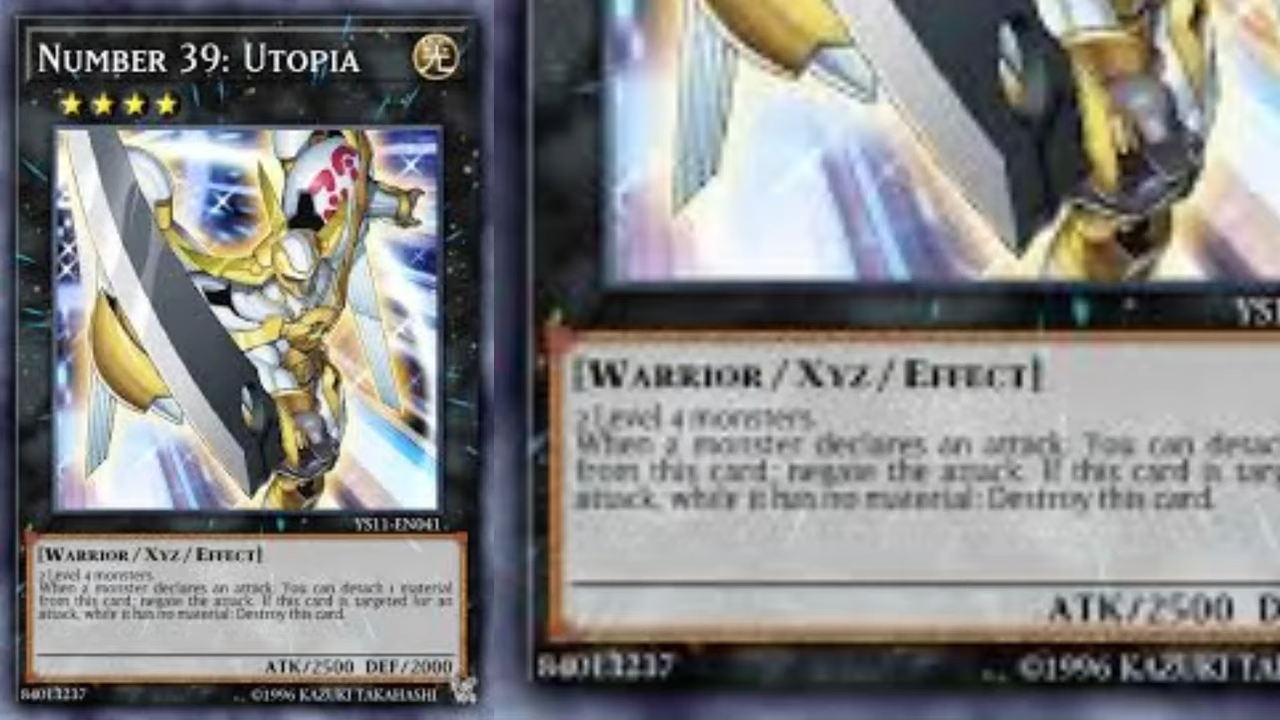 NUMBER 39: UTOPIA
光
YS11-EN041
[WARRIOR/XYZ/EFFECT]
2 Level 4 monsters.
When a monster declares an attack: You can detach 1 material
from this card; negate the attack. If this card is targeted for an
attack, while it has no material: Destroy this card.
ATK/2500 DEF/2000
84013237
©1996 KAZUKI TAKAHASHI
YS1
[WARRIOR/XYZ/EFFECT]
2 Level 4 monsters.
When a monster declares an attack: You can detac
from this card; negate the attack. If this card is targ
attack, while it has no material: Destroy this card.
ATK/2500 D
84013237
©1996 KAZUKI TA